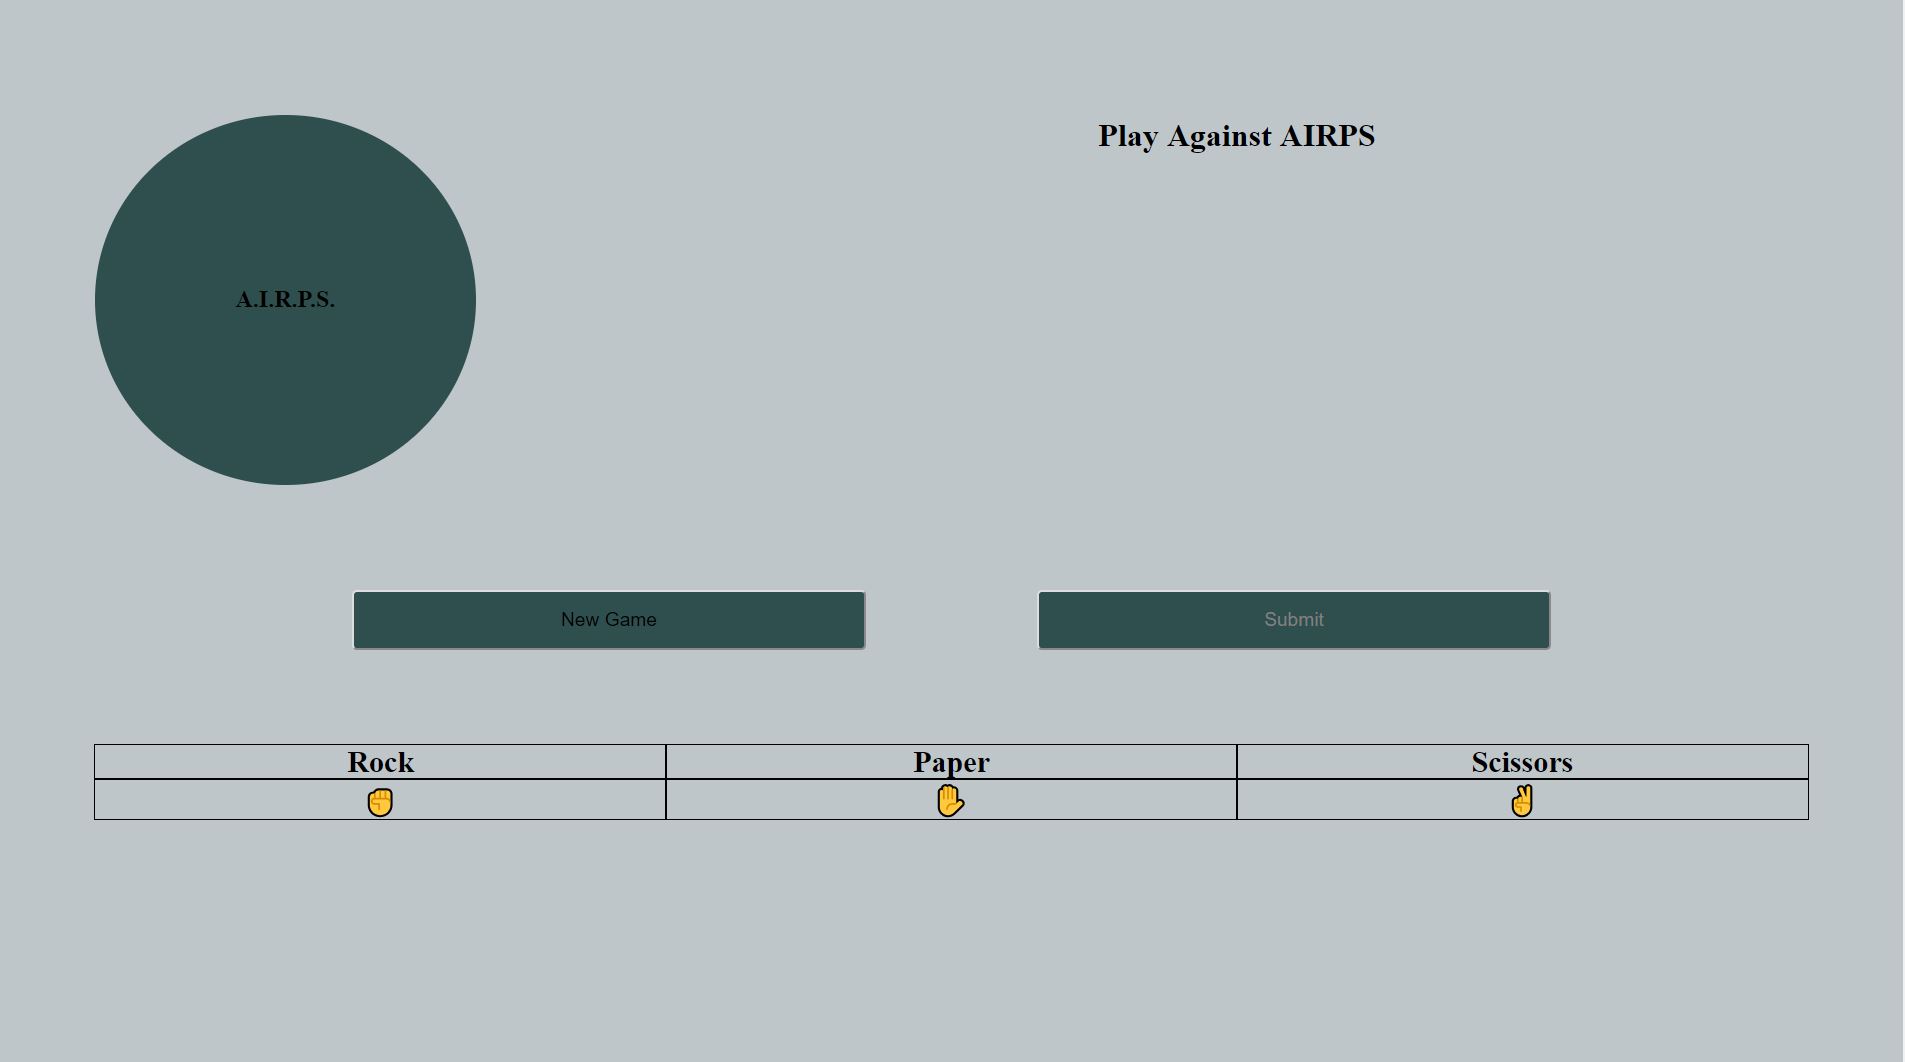 Play Against AIRPS
A.I.R.P.S.
New Game
Submit
Rock
Paper
Scissors